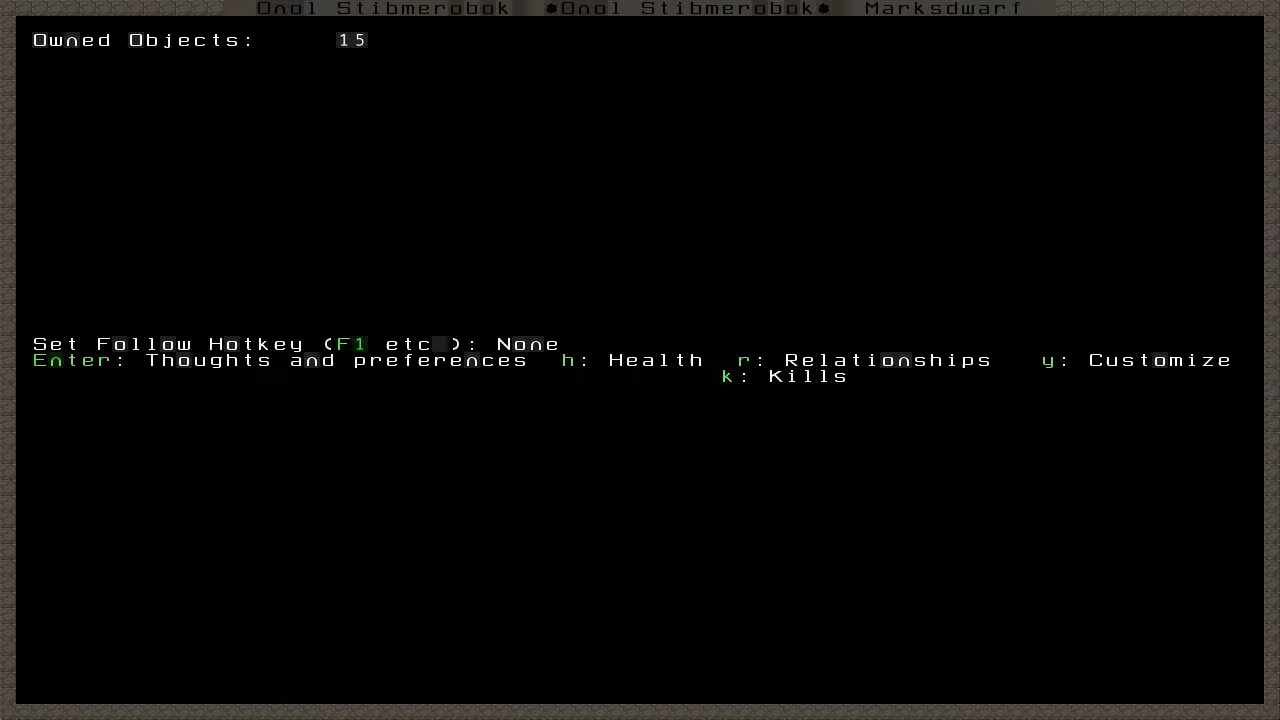 Onol Stibmerobok *Onol Stibmerobok* Marksdwarf
Owned Objects: 15
Set Follow Hotkey (F1 etc ): None
Enter: Thoughts and preferences h: Health r: Relationships y: Customize
k: Kills